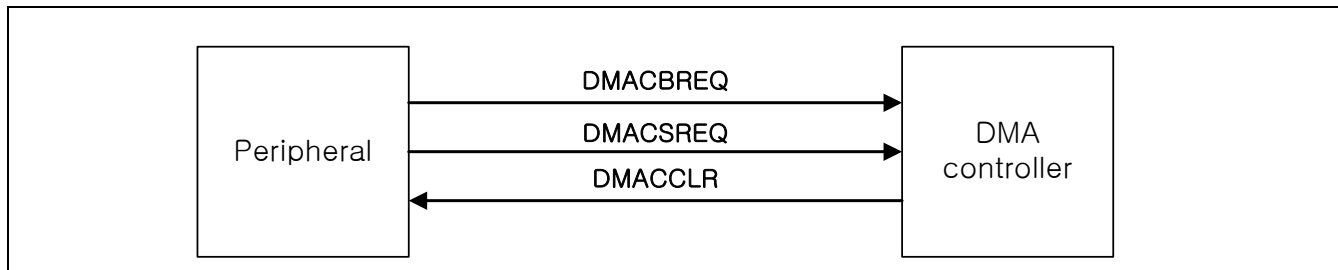 DMACBREQ
DMACSREQ
DMACCLR
Peripheral
DMA
controller